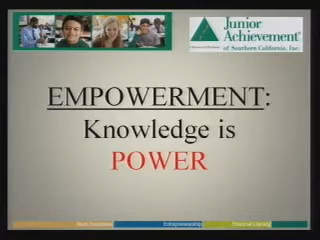 Junior
Achievement®
of Southern California, Inc.
EMPOWERMENT:
Knowledge is
POWER
Entrepreneurship
Financial Literacy